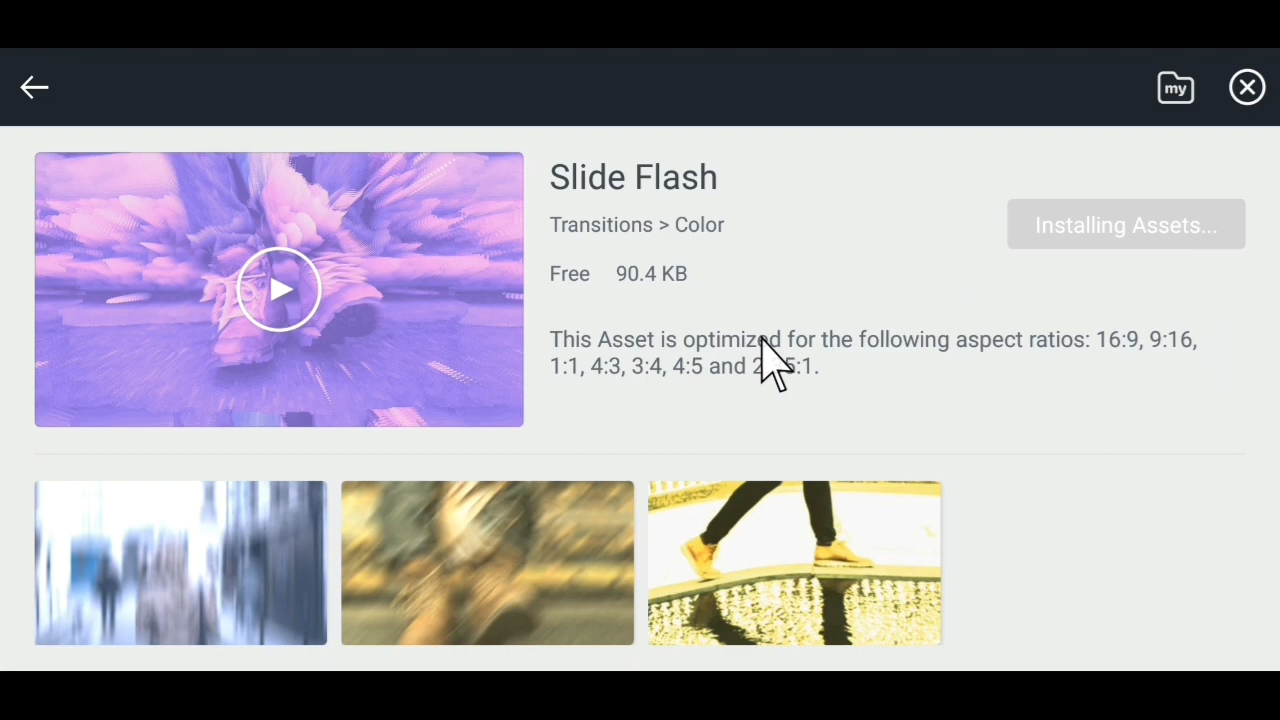 my
Slide Flash
Transitions > Color
Installing Assets...
Free 90.4 KB
This Asset is optimized for the following aspect ratios: 16:9, 9:16,
1:1, 4:3, 3:4, 4:5 and